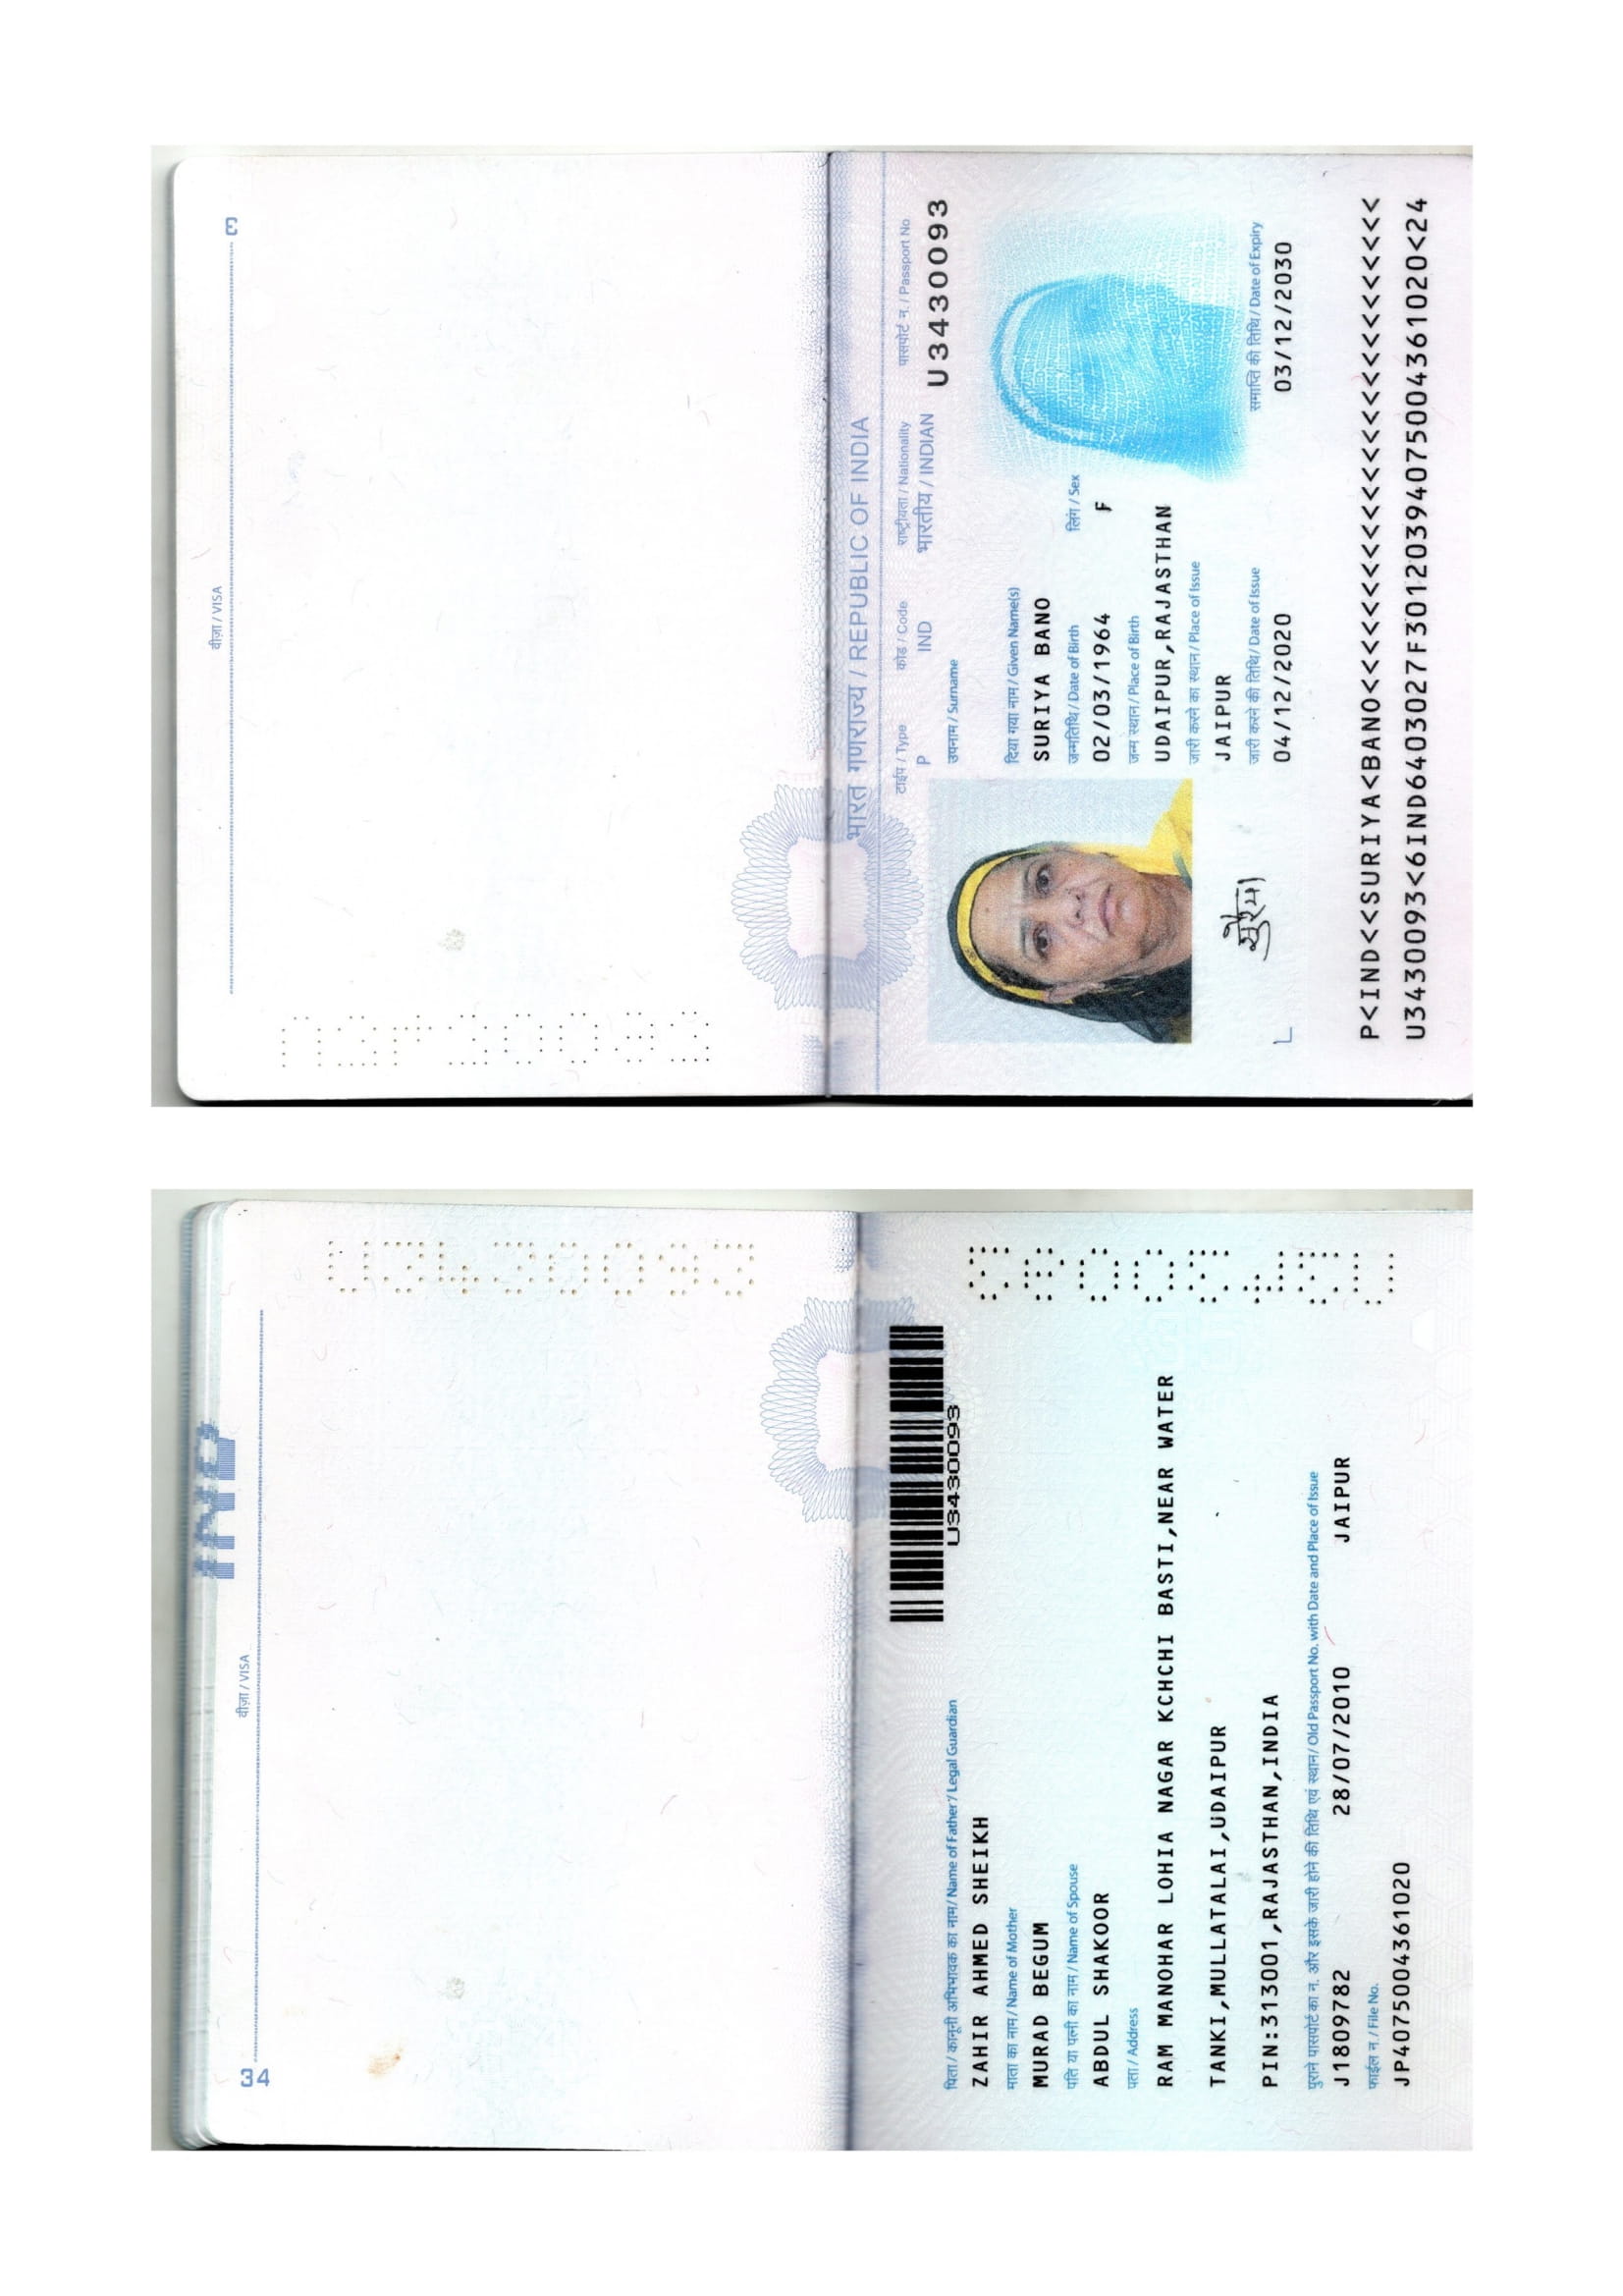 3
वीज़ा / VISA
भारत गणराज्य / REPUBLIC OF INDIA
टाईप / Type कोड / Code राष्ट्रीयता / Nationality पासपोर्ट न. / Passport No
P IND भारतीय / INDIAN U3430093
उपनाम / Surname
दिया गया नाम / Given Name(s)
SURIYA BANO
जन्मतिथि / Date of Birth लिंग / Sex
02/03/1964 F
जन्म स्थान / Place of Birth
UDAIPUR,RAJASTHAN
जारी करने का स्थान / Place of Issue
JAIPUR
जारी करने की तिथि / Date of Issue समाप्ति की तिथि / Date of Expiry
04/12/2020 03/12/2030
P<IND<<SURIYA<BANO<<<<<<<<<<<<<<<<<<<<<<<<<<
U3430093<6IND6403027F30120394075004361020<24
U3430093
IND
वीज़ा / VISA
34
U3430093
U3430093
पिता / कानूनी अभिभावक का नाम / Name of Father / Legal Guardian
ZAHIR AHMED SHEIKH
माता का नाम / Name of Mother
MURAD BEGUM
पति या पत्नी का नाम / Name of Spouse
ABDUL SHAKOOR
पता / Address
RAM MANOHAR LOHIA NAGAR KCHCHI BASTI,NEAR WATER
TANKI,MULLATALAI,UDAIPUR
PIN:313001,RAJASTHAN,INDIA
पुराने पासपोर्ट का न. और इसके जारी होने की तिथि एवं स्थान / Old Passport No. with Date and Place of Issue
J1809782 28/07/2010 JAIPUR
फाईल न. / File No.
JP4075004361020
U3430093